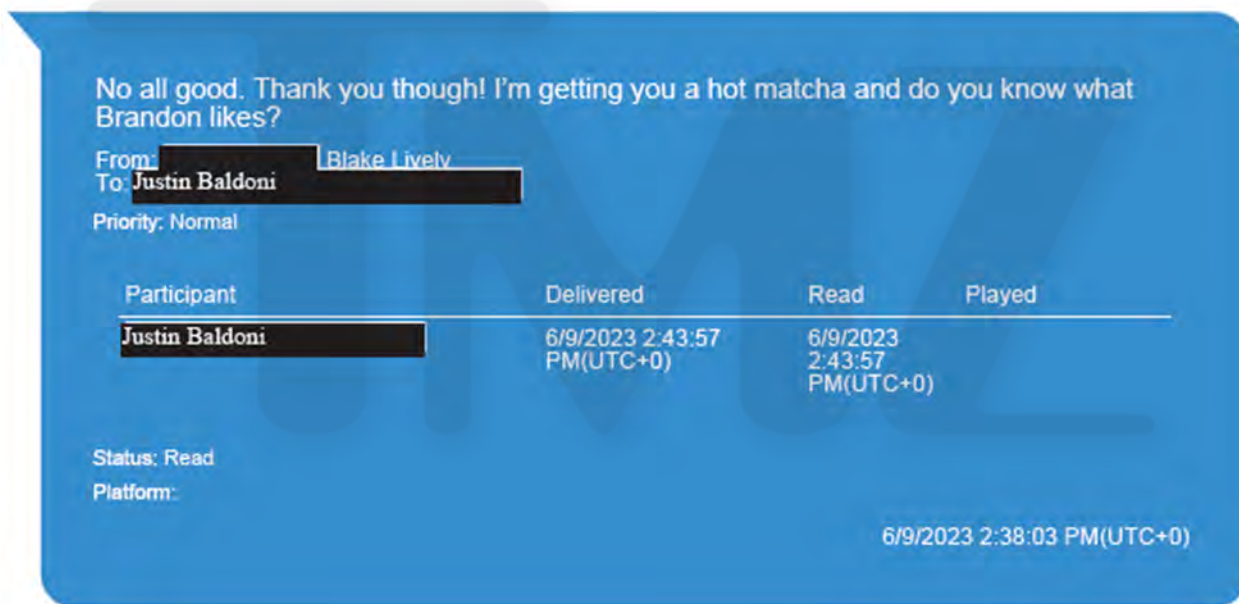 No all good. Thank you though! I'm getting you a hot matcha and do you know what
Brandon likes?
From: Blake Lively
To: Justin Baldoni
Priority: Normal
Participant Delivered Read Played
Justin Baldoni 6/9/2023 2:43:57 6/9/2023
PM(UTC+0) 2:43:57
PM(UTC+0)
Status: Read
Platform:
6/9/2023 2:38:03 PM(UTC+0)
TMZ